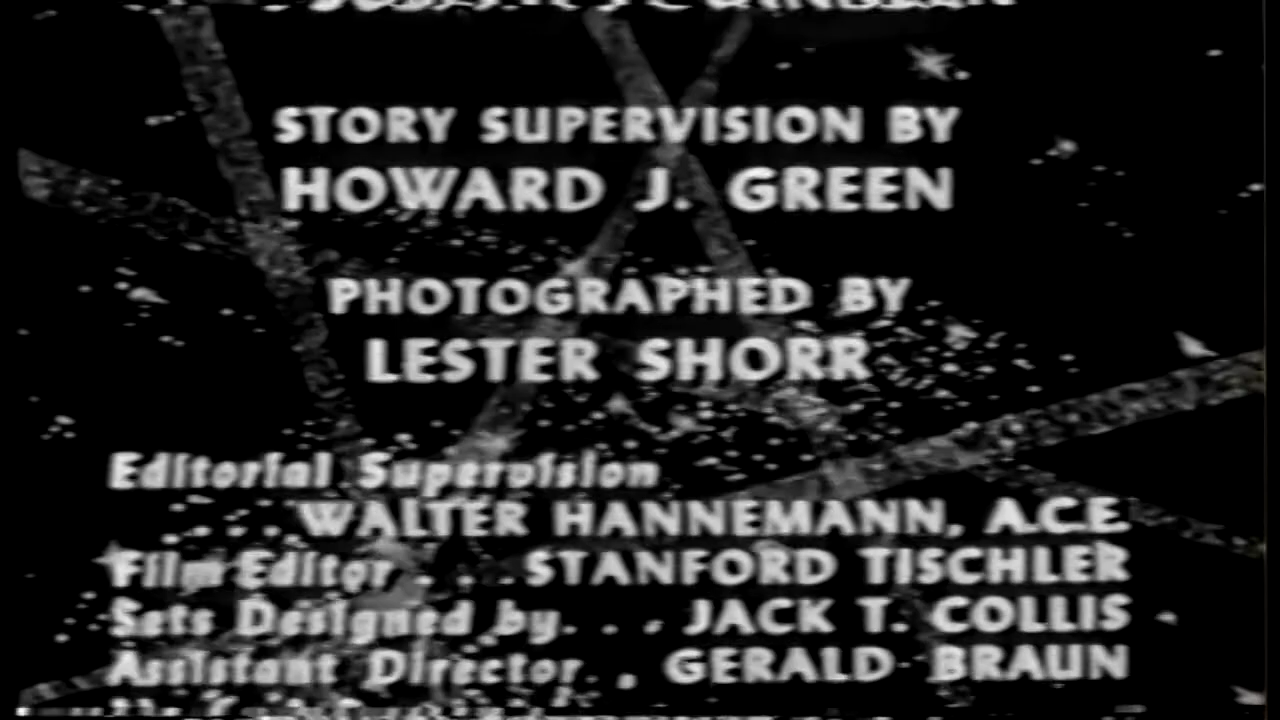 STORY SUPERVISION BY
HOWARD J. GREEN
PHOTOGRAPHED BY
LESTER SHORR
Editorial Supervision
. . . . WALTER HANNEMANN, A.C.E.
Film Editor . . . STANFORD TISCHLER
Sets Designed by. . . JACK T. COLLIS
Assistant Director. . GERALD BRAUN